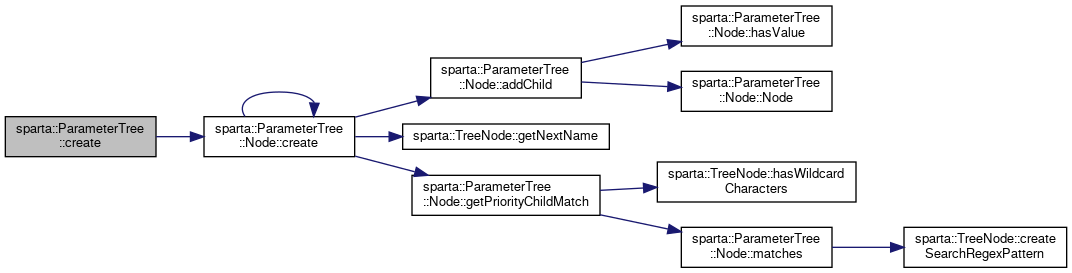 sparta::ParameterTree
::create
sparta::ParameterTree
::Node::create
sparta::ParameterTree
::Node::addChild
sparta::ParameterTree
::Node::hasValue
sparta::ParameterTree
::Node::Node
sparta::TreeNode::getNextName
sparta::ParameterTree
::Node::getPriorityChildMatch
sparta::TreeNode::hasWildcard
Characters
sparta::ParameterTree
::Node::matches
sparta::TreeNode::create
SearchRegexPattern